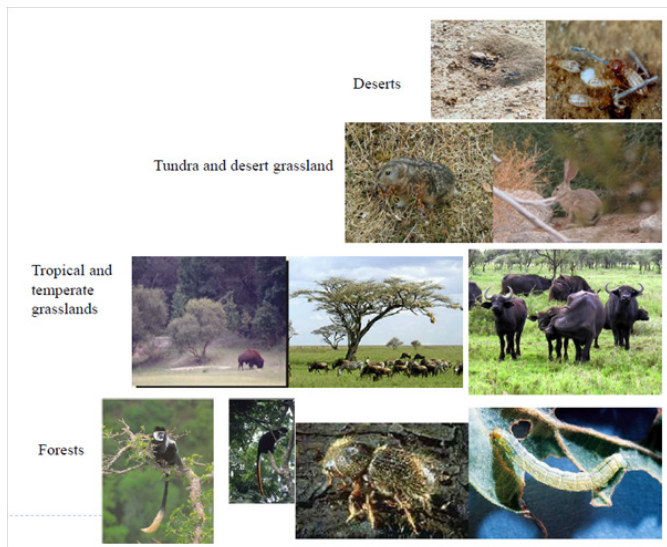 Deserts
Tundra and desert grassland
Tropical and
temperate
grasslands
Forests